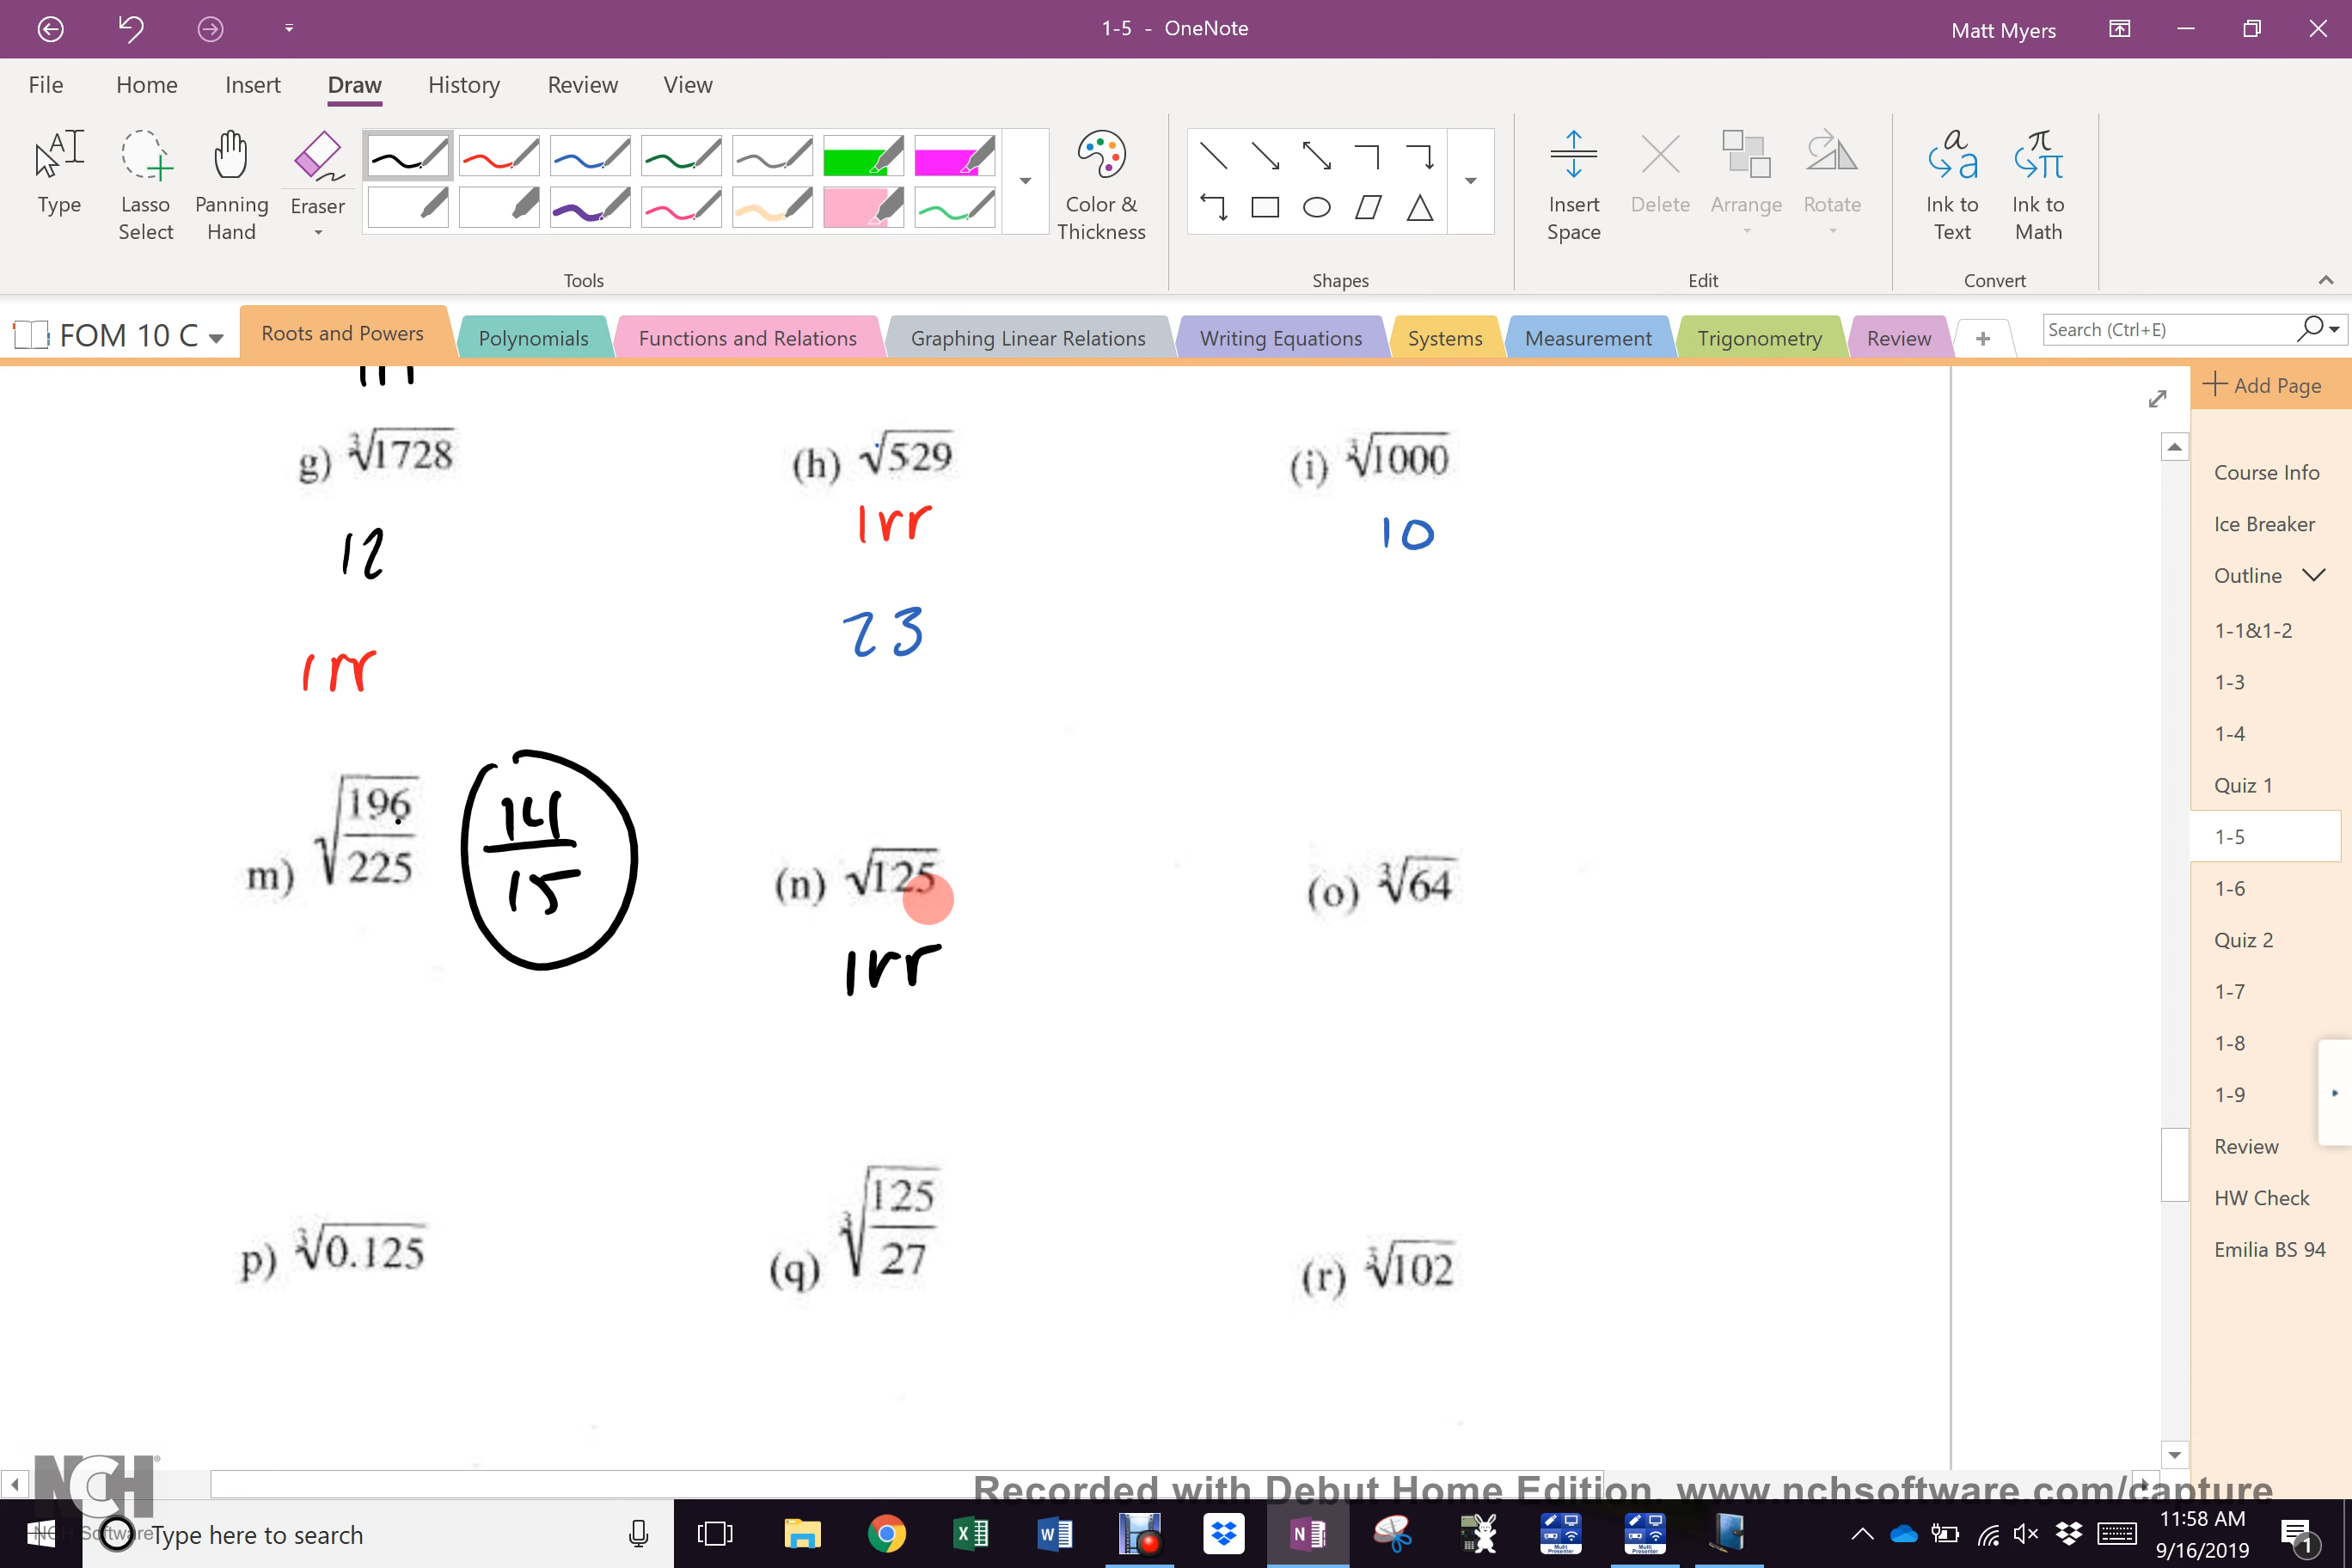 1-5 - OneNote
Matt Myers
File Home Insert Draw History Review View
Type
Lasso Select
Panning Hand
Eraser
Color & Thickness
Insert Space
Delete
Arrange
Rotate
Ink to Text
Ink to Math
Tools
Shapes
Edit
Convert
FOM 10 C
Roots and Powers
Polynomials
Functions and Relations
Graphing Linear Relations
Writing Equations
Systems
Measurement
Trigonometry
Review
Search (Ctrl+E)
g) ∛1728
(h) √529
(i) ∛1000
12
Irr
10
Irr
23
m) √(196/225)
14/15
(n) √125
(o) ∛64
Irr
p) ∛0.125
(q) ∛(125/27)
(r) ∛102
Add Page
Course Info
Ice Breaker
Outline
1-1&1-2
1-3
1-4
Quiz 1
1-5
1-6
Quiz 2
1-7
1-8
1-9
Review
HW Check
Emilia BS 94
NCH
NCH Software
Recorded with Debut Home Edition. www.nchsoftware.com/capture
Type here to search
11:58 AM
9/16/2019
1